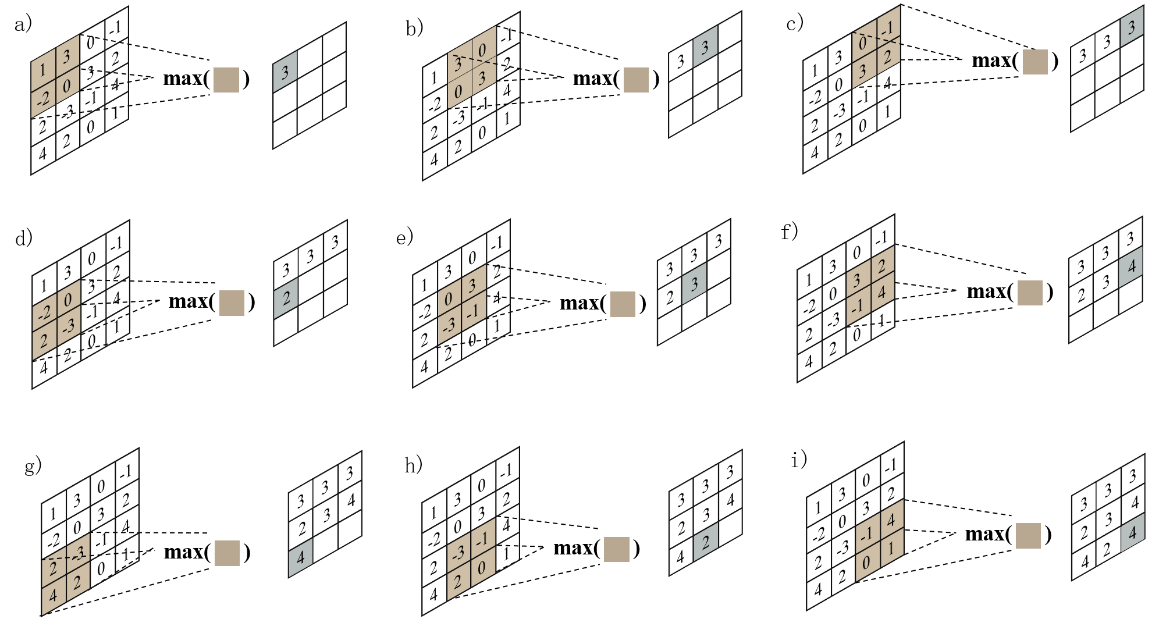 a)
1 3 0 -1
-2 0 3 2
2 -3 -1 4
4 2 0 1
max( )
3
b)
1 3 0 -1
-2 0 3 2
2 -3 -1 4
4 2 0 1
max( )
3 3
c)
1 3 0 -1
-2 0 3 2
2 -3 -1 4
4 2 0 1
max( )
3 3 3
d)
1 3 0 -1
-2 0 3 2
2 -3 -1 4
4 2 0 1
max( )
3 3 3
2
e)
1 3 0 -1
-2 0 3 2
2 -3 -1 4
4 2 0 1
max( )
3 3 3
2 3
f)
1 3 0 -1
-2 0 3 2
2 -3 -1 4
4 2 0 1
max( )
3 3 3
2 3 4
g)
1 3 0 -1
-2 0 3 2
2 -3 -1 4
4 2 0 1
max( )
3 3 3
2 3 4
4
h)
1 3 0 -1
-2 0 3 2
2 -3 -1 4
4 2 0 1
max( )
3 3 3
2 3 4
4 2
i)
1 3 0 -1
-2 0 3 2
2 -3 -1 4
4 2 0 1
max( )
3 3 3
2 3 4
4 2 4